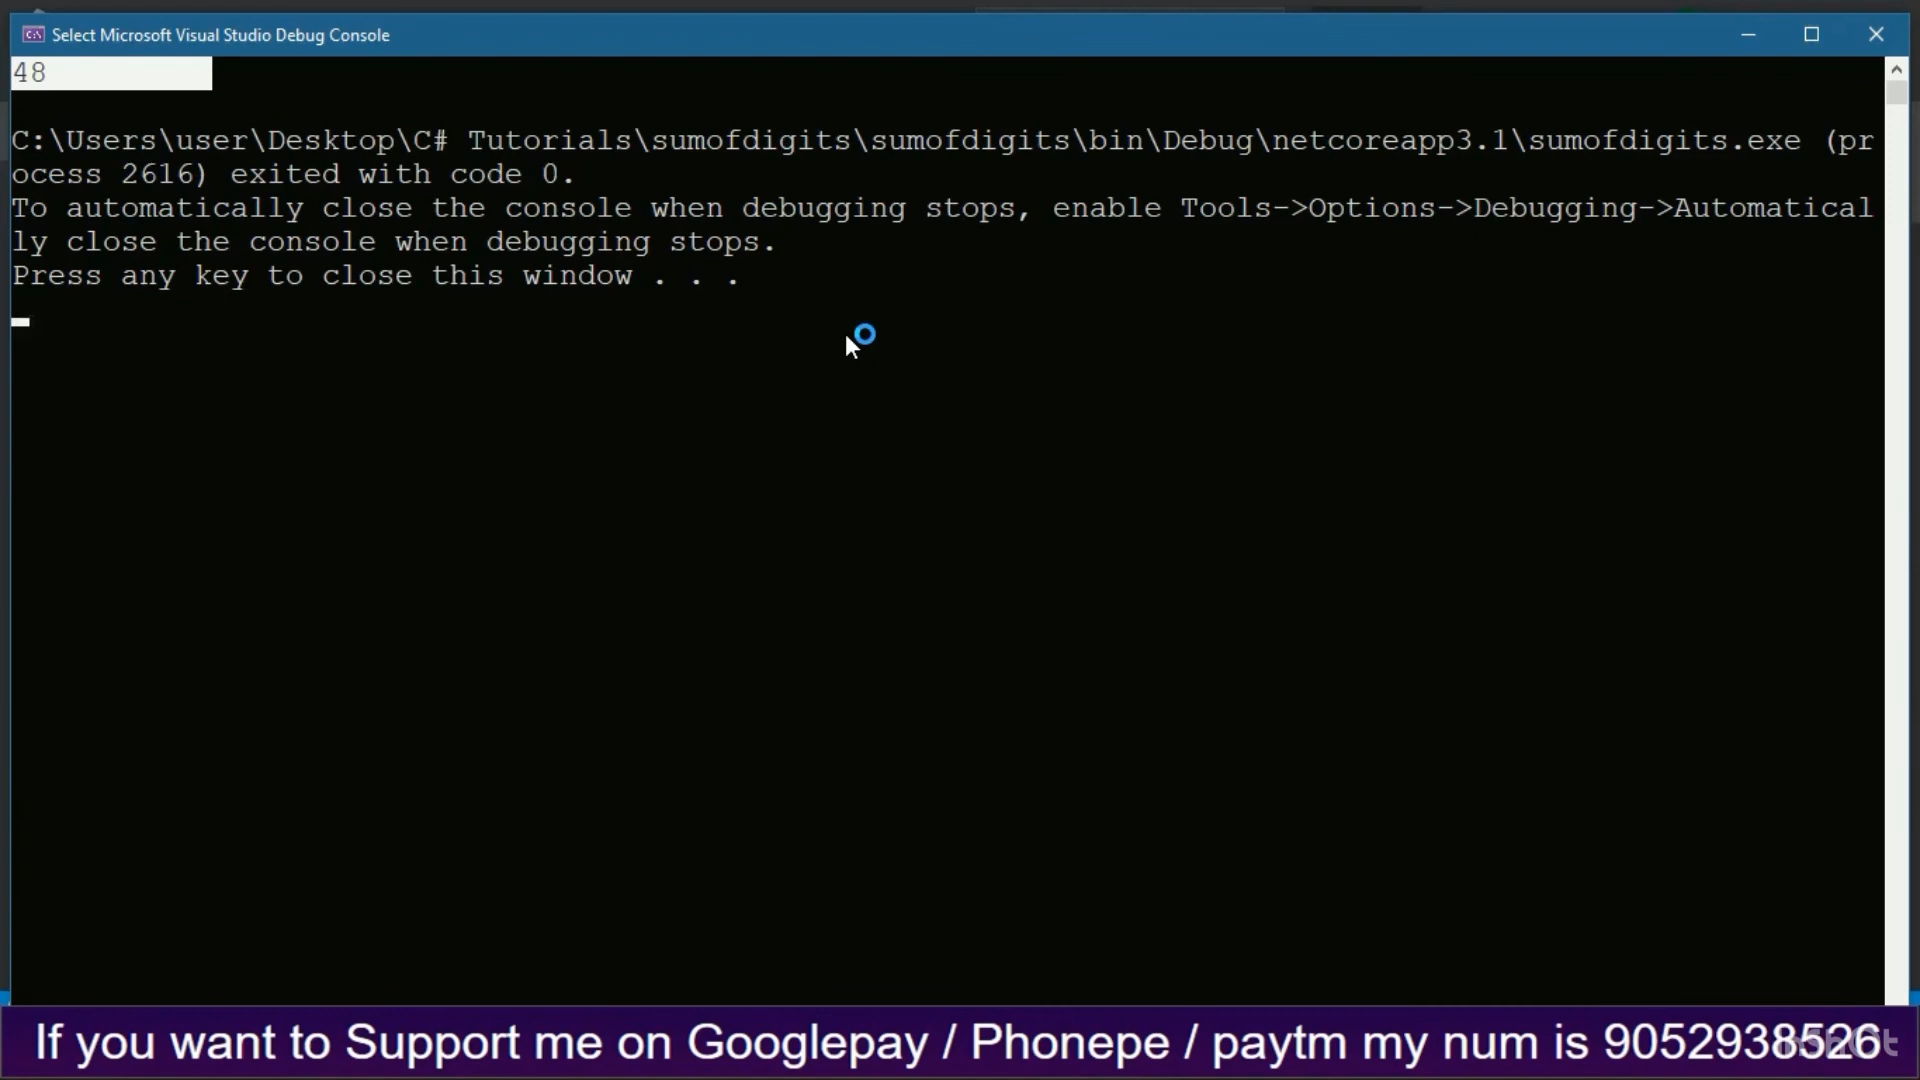 Select Microsoft Visual Studio Debug Console
48
C:\Users\user\Desktop\C# Tutorials\sumofdigits\sumofdigits\bin\Debug\netcoreapp3.1\sumofdigits.exe (pr
ocess 2616) exited with code 0.
To automatically close the console when debugging stops, enable Tools->Options->Debugging->Automatical
ly close the console when debugging stops.
Press any key to close this window . . .
If you want to Support me on Googlepay / Phonepe / paytm my num is 9052938526